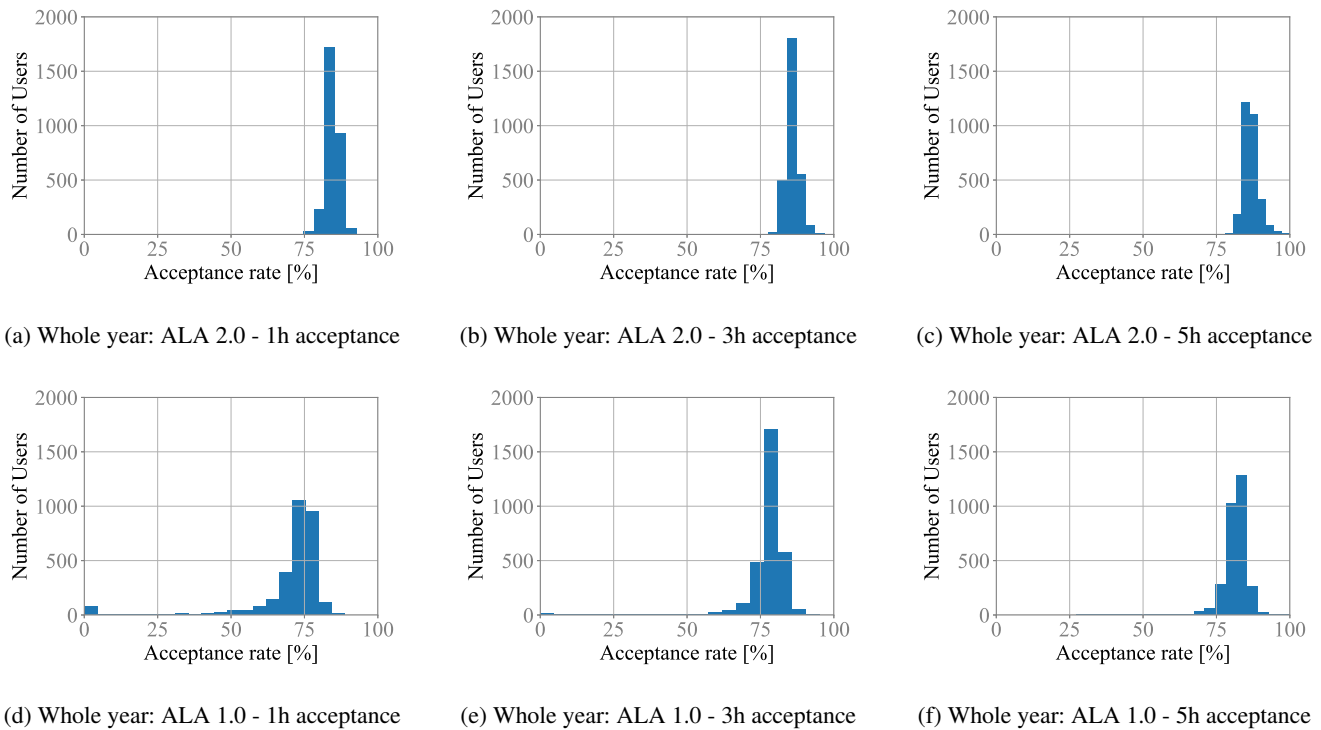 2000
1500
1000
500
0
Number of Users
0 25 50 75 100
Acceptance rate [%]
(a) Whole year: ALA 2.0 - 1h acceptance
2000
1500
1000
500
0
Number of Users
0 25 50 75 100
Acceptance rate [%]
(b) Whole year: ALA 2.0 - 3h acceptance
2000
1500
1000
500
0
Number of Users
0 25 50 75 100
Acceptance rate [%]
(c) Whole year: ALA 2.0 - 5h acceptance
2000
1500
1000
500
0
Number of Users
0 25 50 75 100
Acceptance rate [%]
(d) Whole year: ALA 1.0 - 1h acceptance
2000
1500
1000
500
0
Number of Users
0 25 50 75 100
Acceptance rate [%]
(e) Whole year: ALA 1.0 - 3h acceptance
2000
1500
1000
500
0
Number of Users
0 25 50 75 100
Acceptance rate [%]
(f) Whole year: ALA 1.0 - 5h acceptance